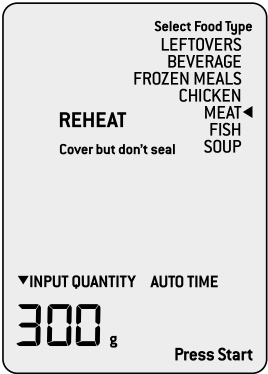 Select Food Type
LEFTOVERS
BEVERAGE
FROZEN MEALS
CHICKEN
MEAT
REHEAT
FISH
Cover but don't seal
SOUP
INPUT QUANTITY AUTO TIME
300 g
Press Start